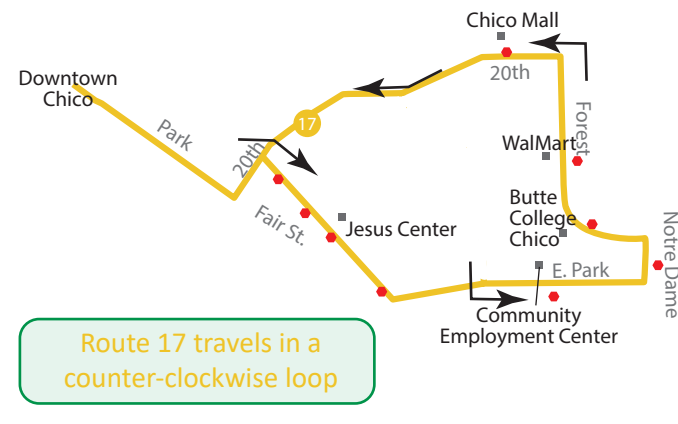 Chico Mall
20th
Downtown
Chico
Park
20th
17
Forest
WalMart
Butte
College
Chico
Fair St.
Jesus Center
Notre Dame
E. Park
Community
Employment Center
Route 17 travels in a
counter-clockwise loop